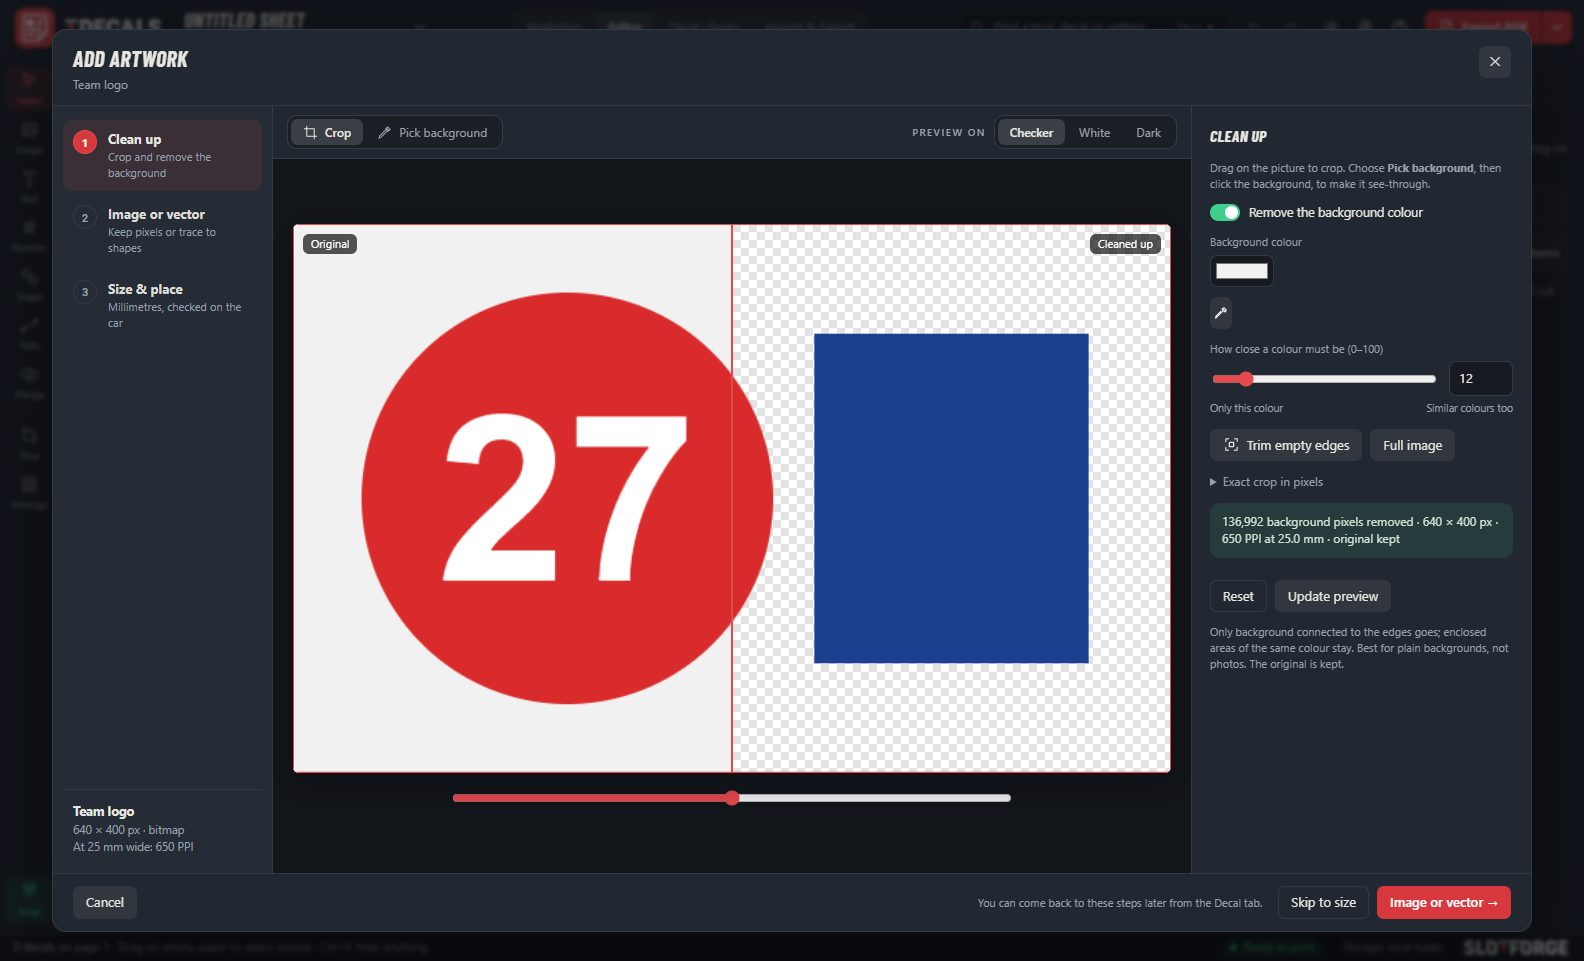 UNTITLED SHEET
DECALS
ADD ARTWORK
Team logo
1
Clean up
Crop and remove the
background
2
Image or vector
Keep pixels or trace to
shapes
3
Size & place
Millimetres, checked on the
car
Team logo
640 × 400 px · bitmap
At 25 mm wide: 650 PPI
Crop
Pick background
PREVIEW ON
Checker
White
Dark
Original
Cleaned up
27
CLEAN UP
Drag on the picture to crop. Choose Pick background, then
click the background, to make it see-through.
Remove the background colour
Background colour
How close a colour must be (0–100)
12
Only this colour
Similar colours too
Trim empty edges
Full image
Exact crop in pixels
136,992 background pixels removed · 640 × 400 px ·
650 PPI at 25.0 mm · original kept
Reset
Update preview
Only background connected to the edges goes; enclosed
areas of the same colour stay. Best for plain backgrounds, not
photos. The original is kept.
Cancel
You can come back to these steps later from the Decal tab.
Skip to size
Image or vector →